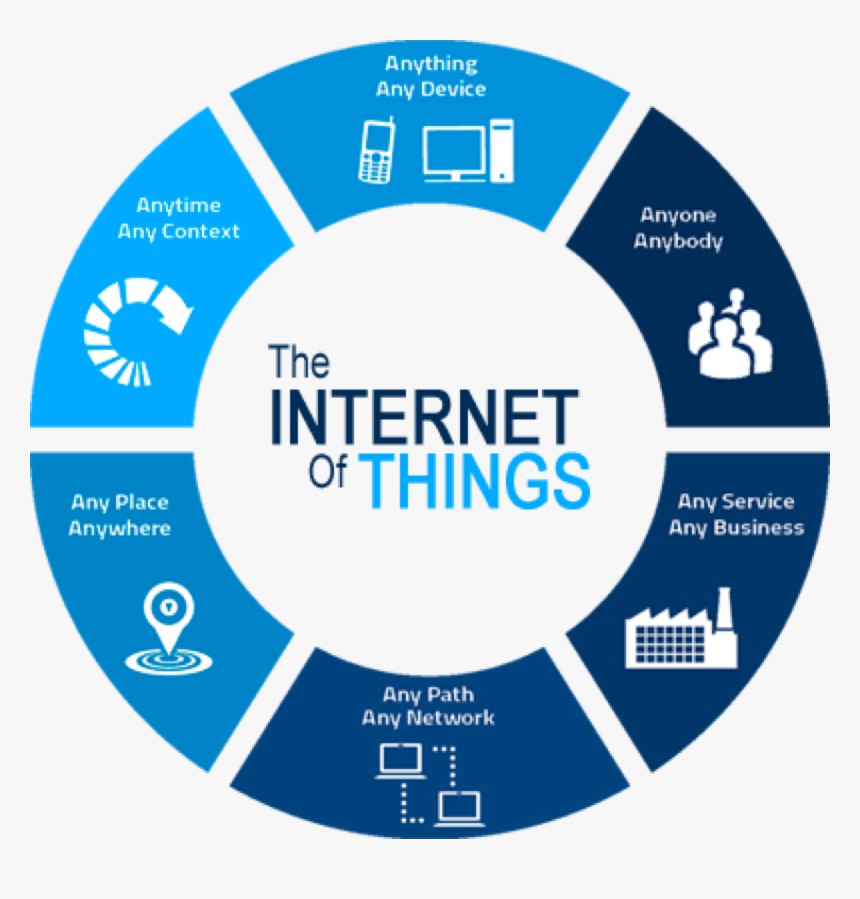 Anything
Any Device
Anyone
Anybody
Any Service
Any Business
Any Path
Any Network
Any Place
Anywhere
Anytime
Any Context
The
INTERNET
Of THINGS